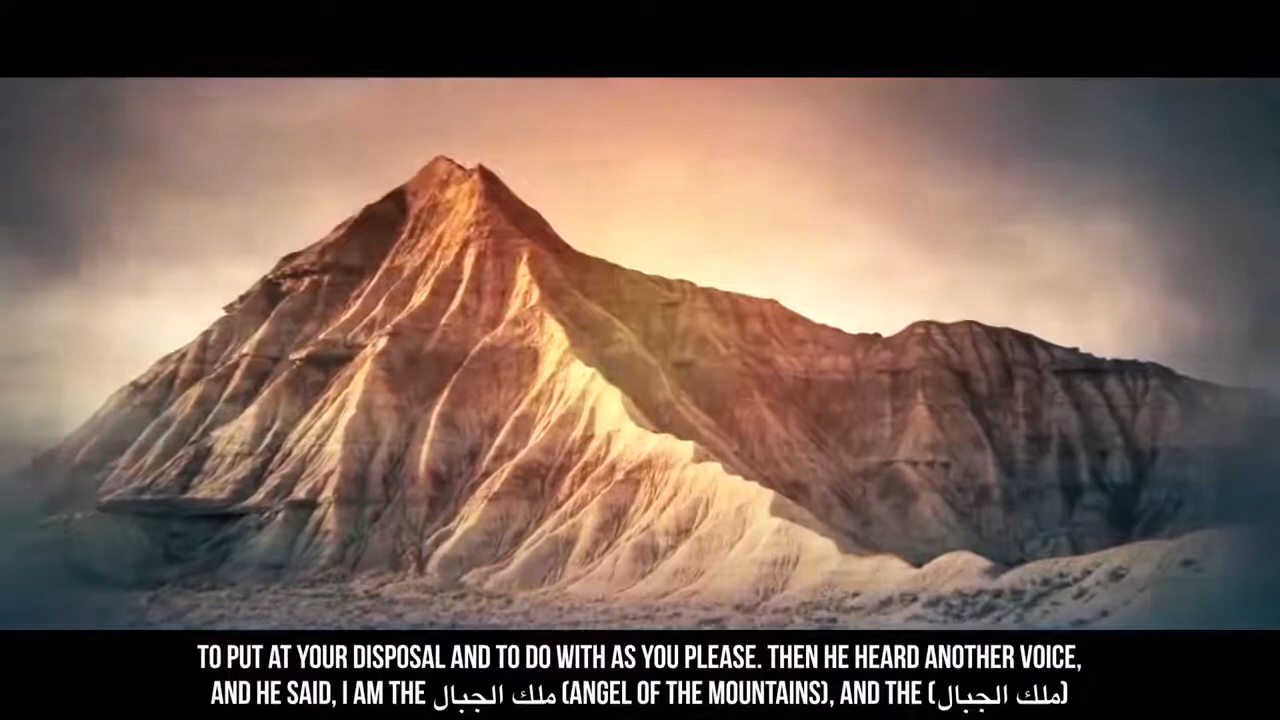 TO PUT AT YOUR DISPOSAL AND TO DO WITH AS YOU PLEASE. THEN HE HEARD ANOTHER VOICE,
AND HE SAID, I AM THE ملك الجبال (ANGEL OF THE MOUNTAINS), AND THE (ملك الجبال)